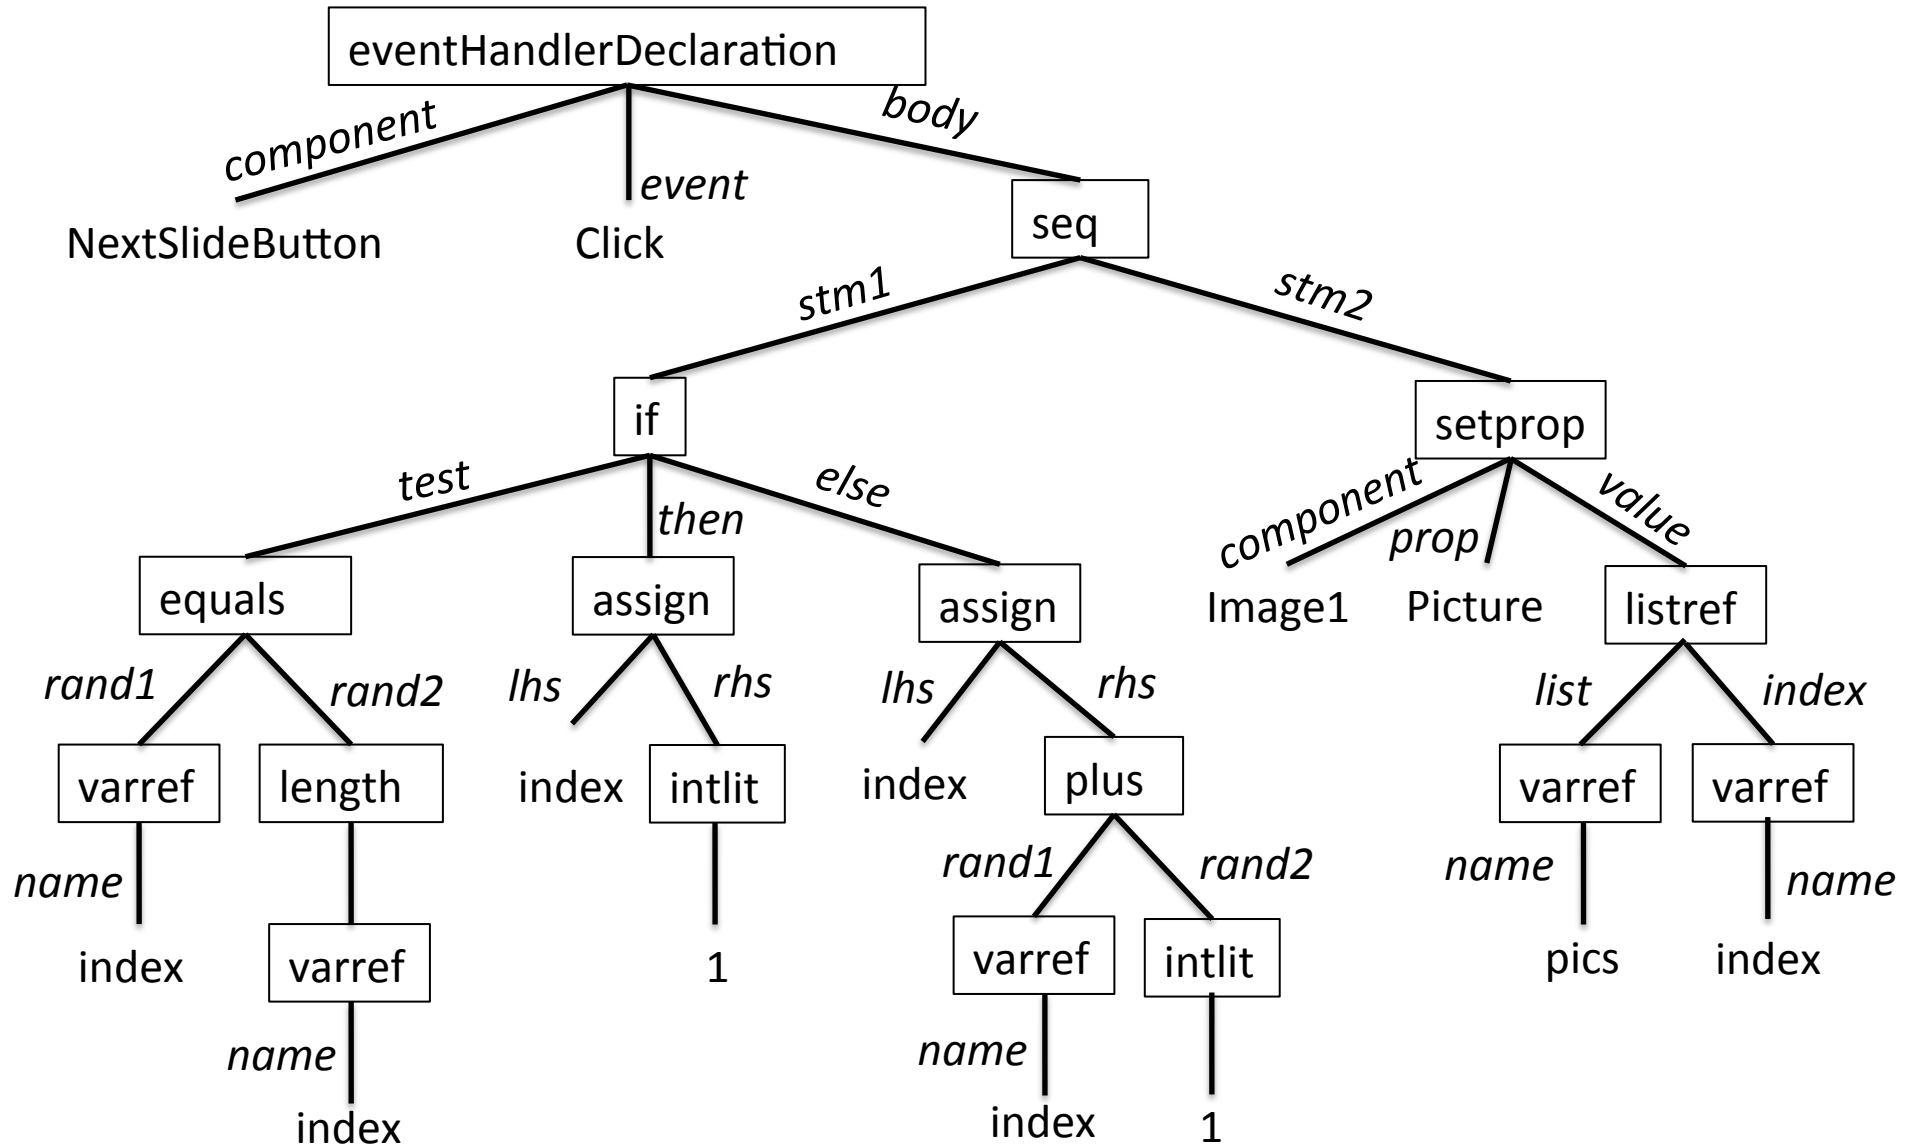 eventHandlerDeclaration
component
body
event
NextSlideButton
Click
seq
stm1
stm2
if
setprop
test
then
else
component
prop
value
equals
assign
assign
Image1
Picture
listref
rand1
rand2
lhs
rhs
lhs
rhs
list
index
varref
length
index
intlit
index
plus
varref
varref
name
rand1
rand2
name
name
index
varref
1
varref
intlit
pics
index
name
name
index
index
1